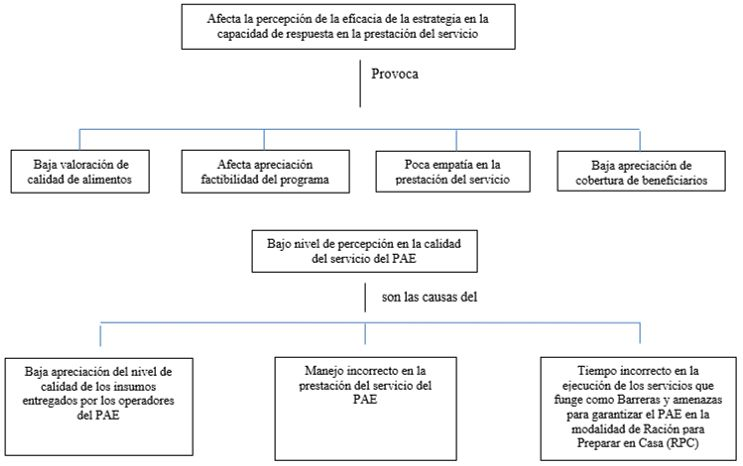 Afecta la percepción de la eficacia de la estrategia en la
capacidad de respuesta en la prestación del servicio
Provoca
Baja valoración de
calidad de alimentos
Afecta apreciación
factibilidad del programa
Poca empatía en la
prestación del servicio
Baja apreciación de
cobertura de beneficiarios
Bajo nivel de percepción en la calidad
del servicio del PAE
son las causas del
Baja apreciación del nivel de
calidad de los insumos
entregados por los operadores
del PAE
Manejo incorrecto en la
prestación del servicio del
PAE
Tiempo incorrecto en la
ejecución de los servicios que
funge como Barreras y amenazas
para garantizar el PAE en la
modalidad de Ración para
Preparar en Casa (RPC)